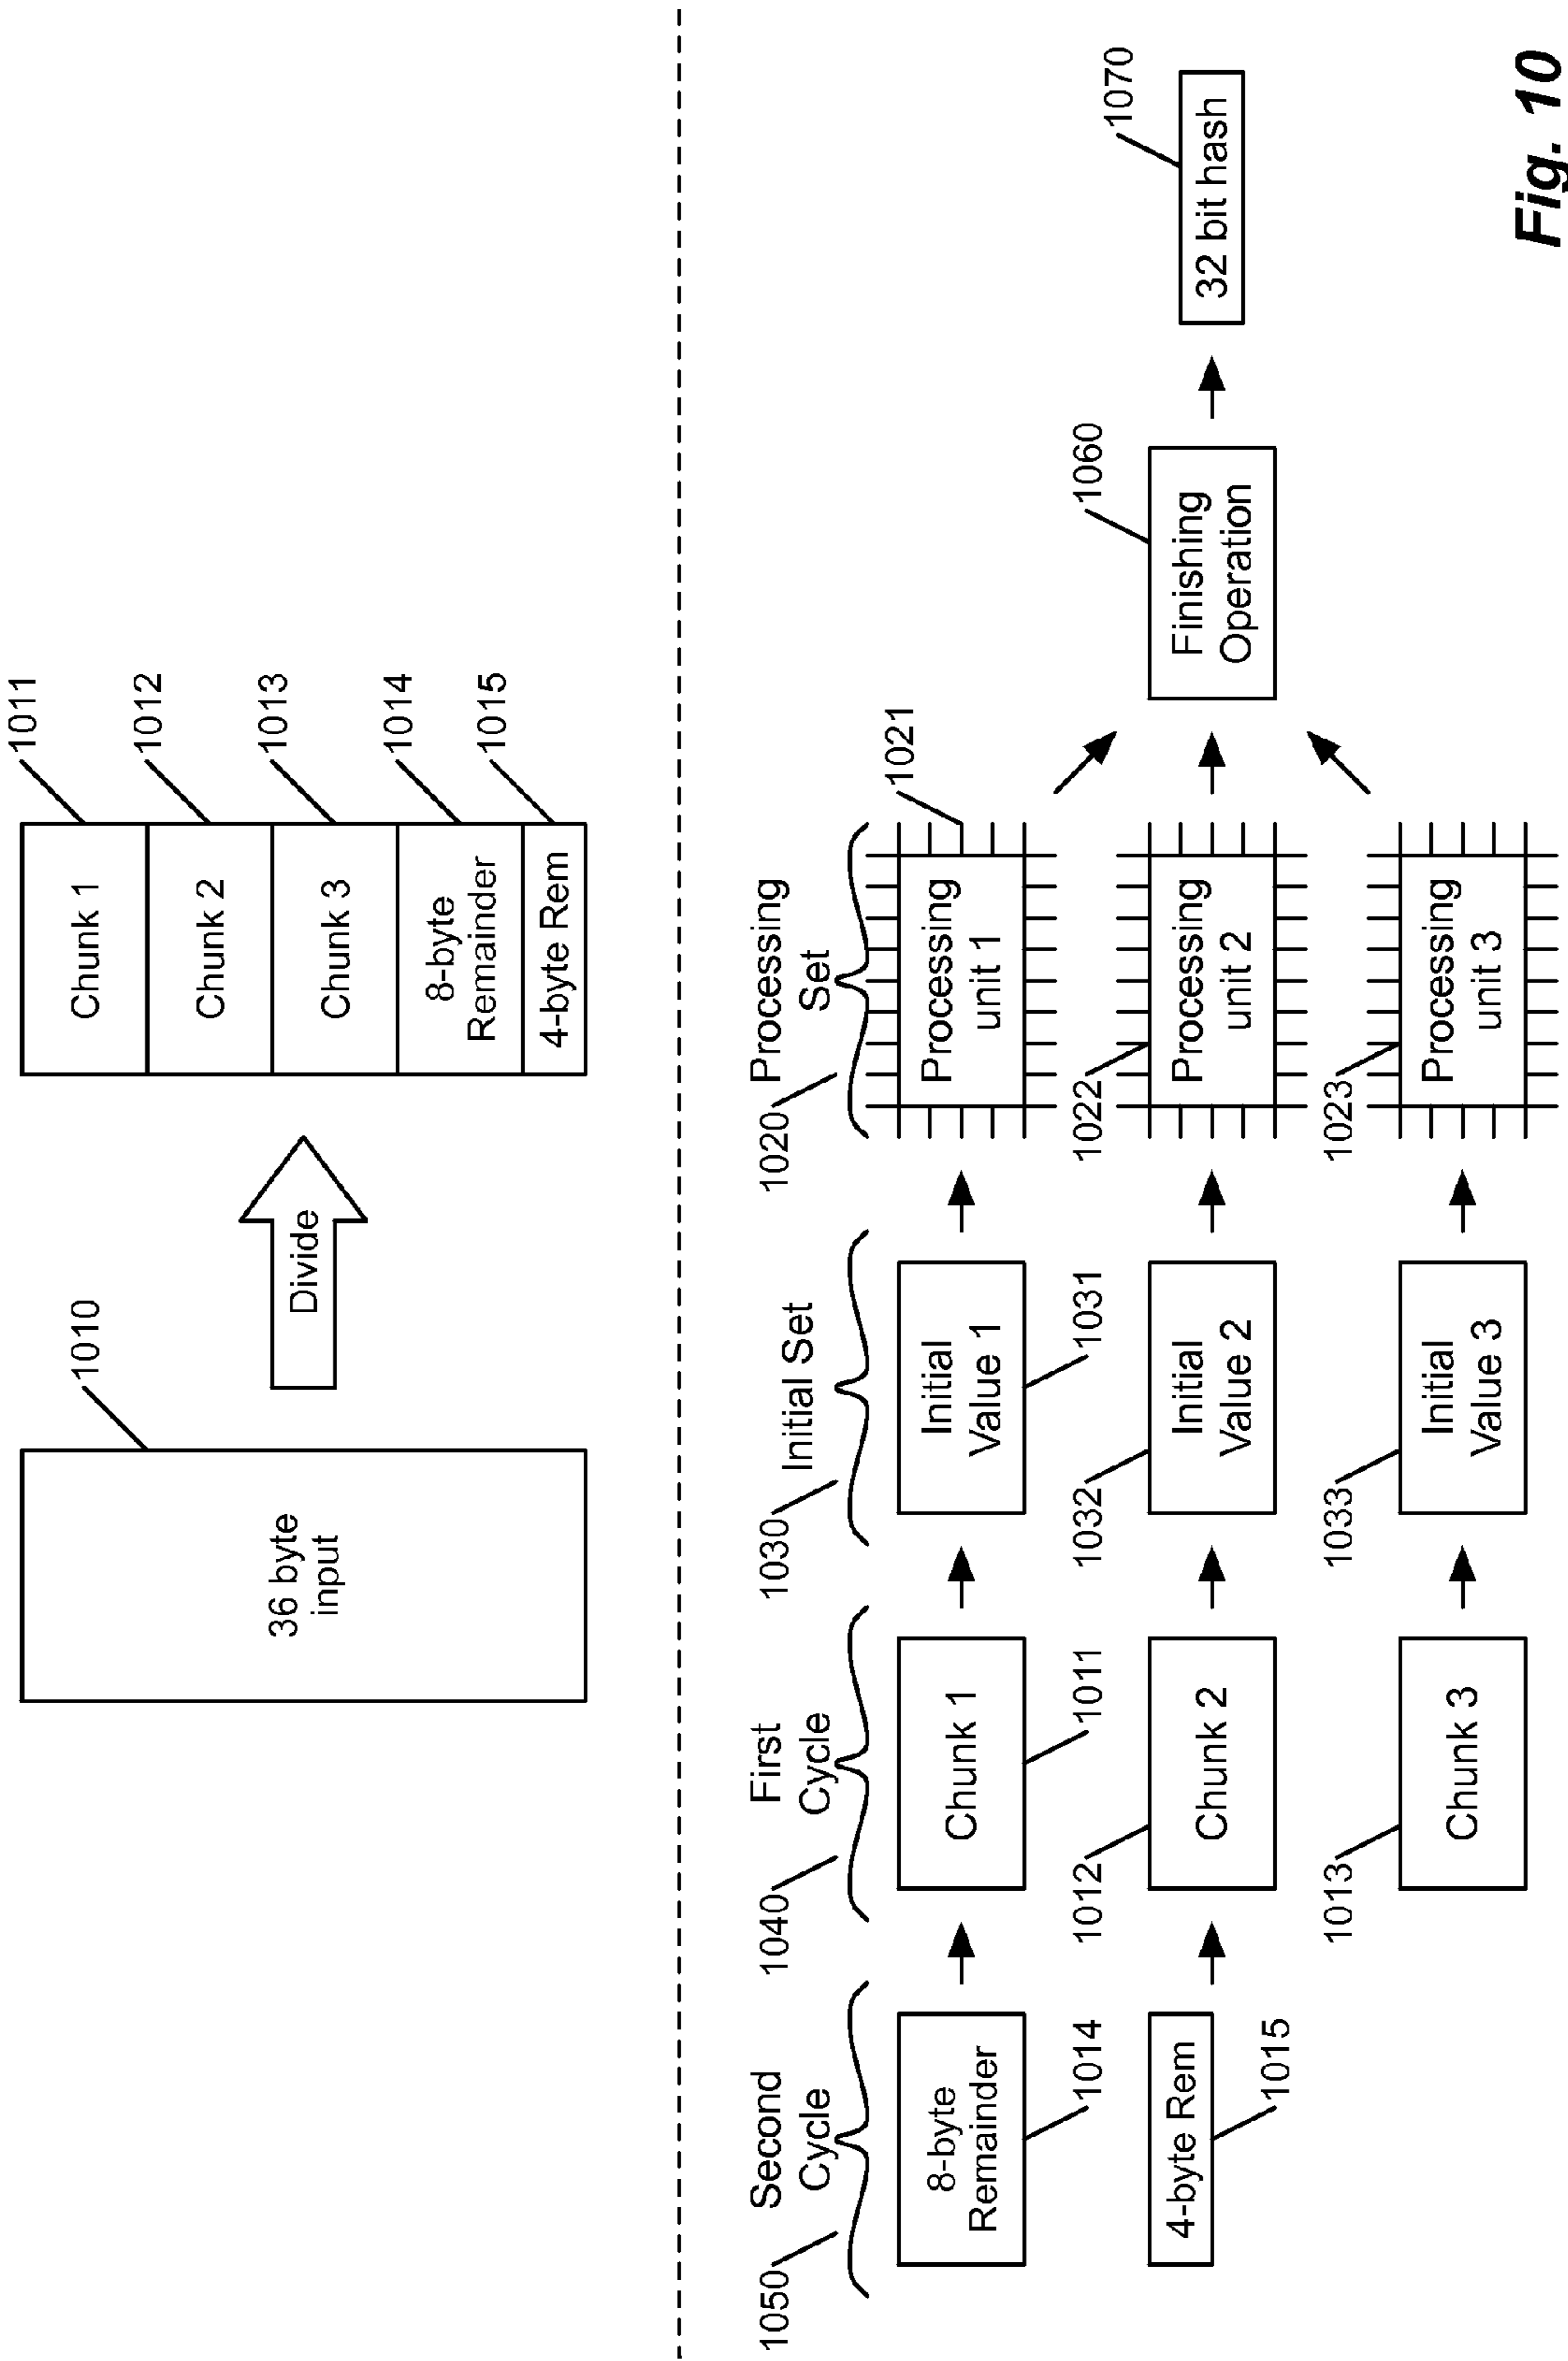 1010
36 byte
input
Divide
1011
Chunk 1
1012
Chunk 2
1013
Chunk 3
1014
8-byte
Remainder
1015
4-byte Rem
1050
Second
Cycle
1040
First
Cycle
1030
Initial Set
1020
Processing
Set
8-byte
Remainder
1014
Chunk 1
1011
Initial
Value 1
1031
Processing
unit 1
1021
4-byte Rem
1015
1012
Chunk 2
1032
Initial
Value 2
1022
Processing
unit 2
1060
Finishing
Operation
1070
32 bit hash
1013
Chunk 3
1033
Initial
Value 3
1023
Processing
unit 3
Fig. 10